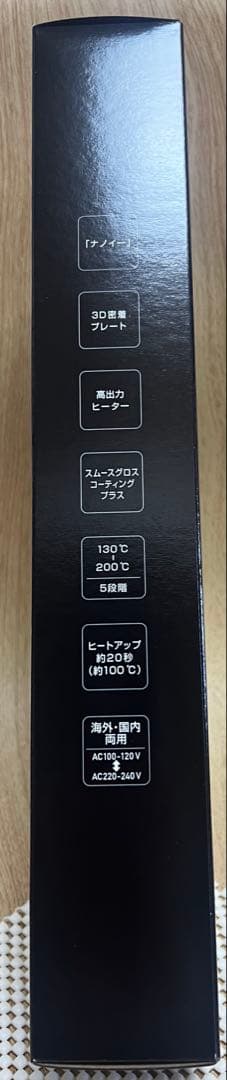 「ナノイー」
3D密着
プレート
高出力
ヒーター
スムースグロス
コーティング
プラス
130℃
-
200℃
5段階
ヒートアップ
約20秒
(約100℃)
海外・国内
両用
AC100-120V
AC220-240V